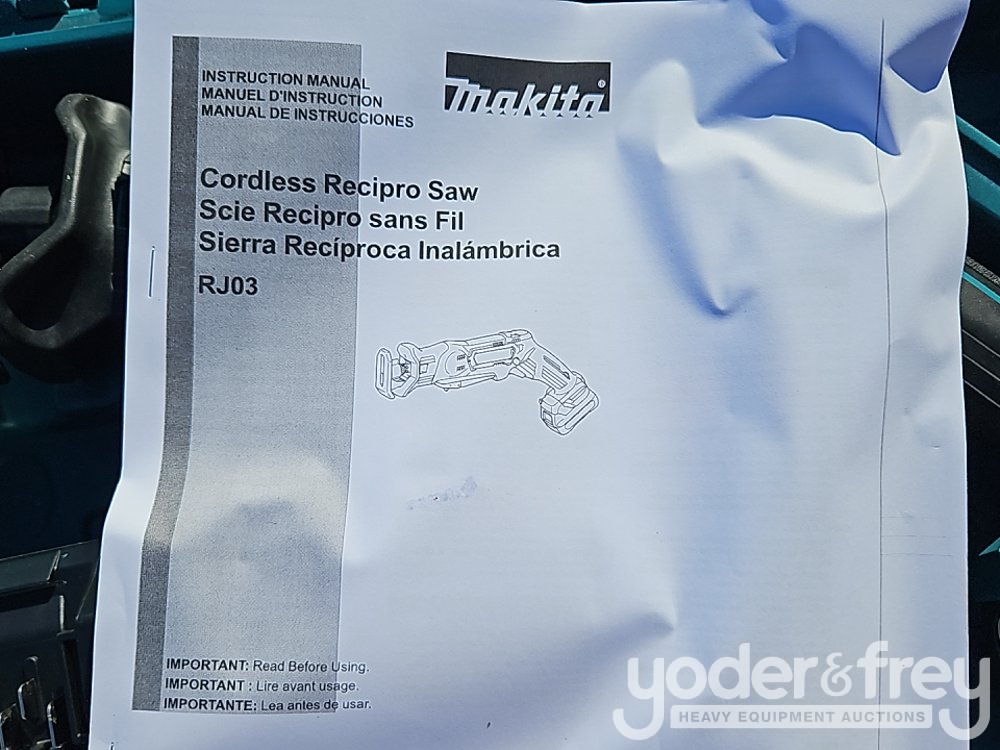 INSTRUCTION MANUAL
MANUEL D'INSTRUCTION
MANUAL DE INSTRUCCIONES
Makita®
Cordless Recipro Saw
Scie Recipro sans Fil
Sierra Recíproca Inalámbrica
RJ03
IMPORTANT: Read Before Using.
IMPORTANT : Lire avant usage.
IMPORTANTE: Lea antes de usar.
yoder&frey
HEAVY EQUIPMENT AUCTIONS